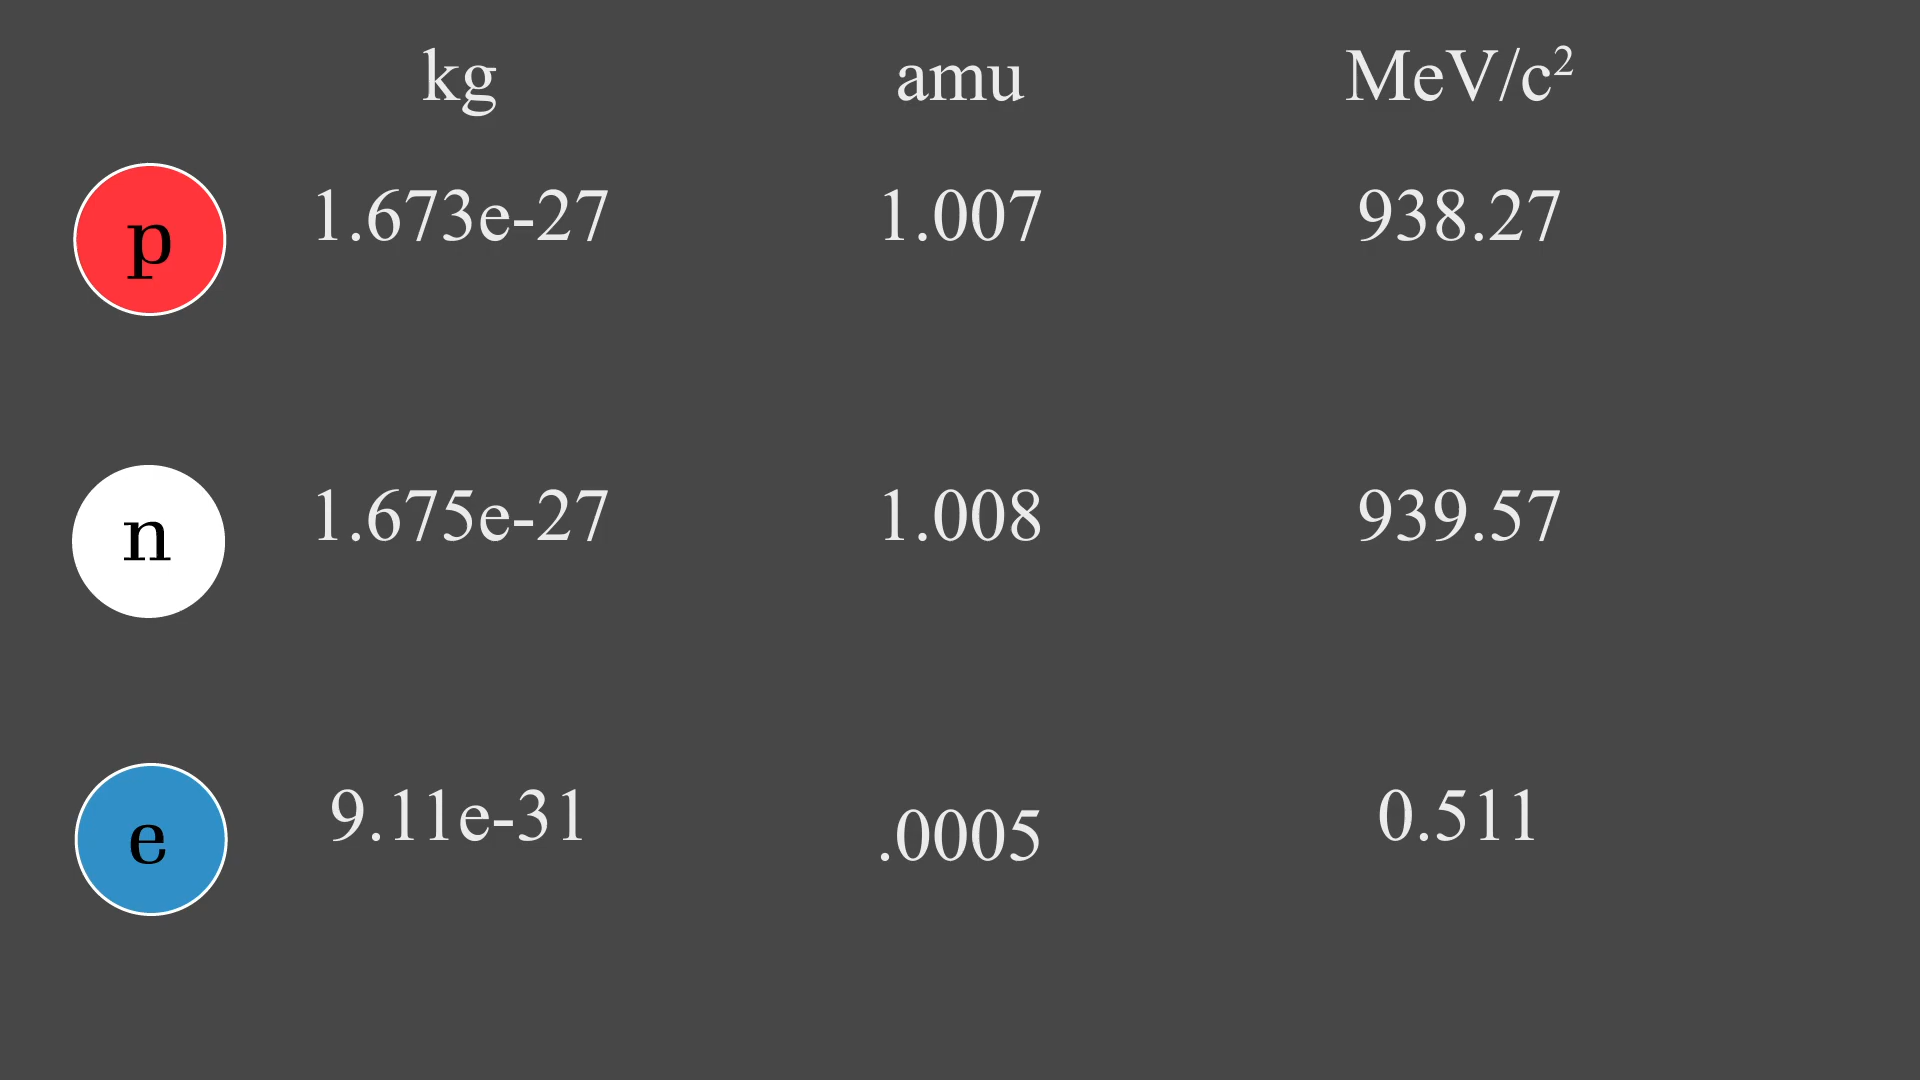 kg amu MeV/c²
p 1.673e-27 1.007 938.27
n 1.675e-27 1.008 939.57
e 9.11e-31 .0005 0.511